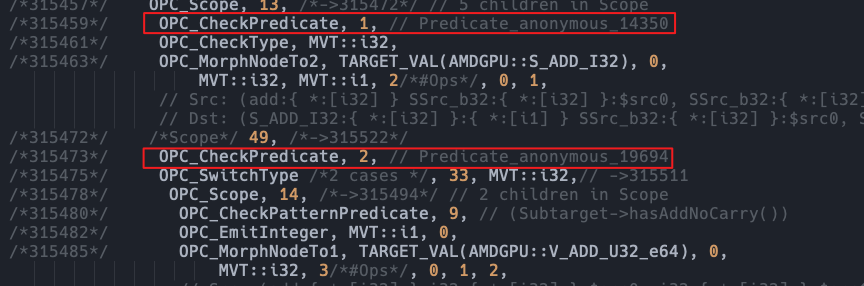 /*315457*/ OPC_Scope, 13, /*->315472*/ // 5 children in Scope
/*315459*/ OPC_CheckPredicate, 1, // Predicate_anonymous_14350
/*315461*/ OPC_CheckType, MVT::i32,
/*315463*/ OPC_MorphNodeTo2, TARGET_VAL(AMDGPU::S_ADD_I32), 0,
MVT::i32, MVT::i1, 2/*#Ops*/, 0, 1,
// Src: (add:{ *:[i32] } SSrc_b32:{ *:[i32] }:$src0, SSrc_b32:{ *:[i32
// Dst: (S_ADD_I32:{ *:[i32] }:{ *:[i1] } SSrc_b32:{ *:[i32] }:$src0, S
/*315472*/ /*Scope*/ 49, /*->315522*/
/*315473*/ OPC_CheckPredicate, 2, // Predicate_anonymous_19694
/*315475*/ OPC_SwitchType /*2 cases */, 33, MVT::i32,// ->315511
/*315478*/ OPC_Scope, 14, /*->315494*/ // 2 children in Scope
/*315480*/ OPC_CheckPatternPredicate, 9, // (Subtarget->hasAddNoCarry())
/*315482*/ OPC_EmitInteger, MVT::i1, 0,
/*315485*/ OPC_MorphNodeTo1, TARGET_VAL(AMDGPU::V_ADD_U32_e64), 0,
MVT::i32, 3/*#Ops*/, 0, 1, 2,